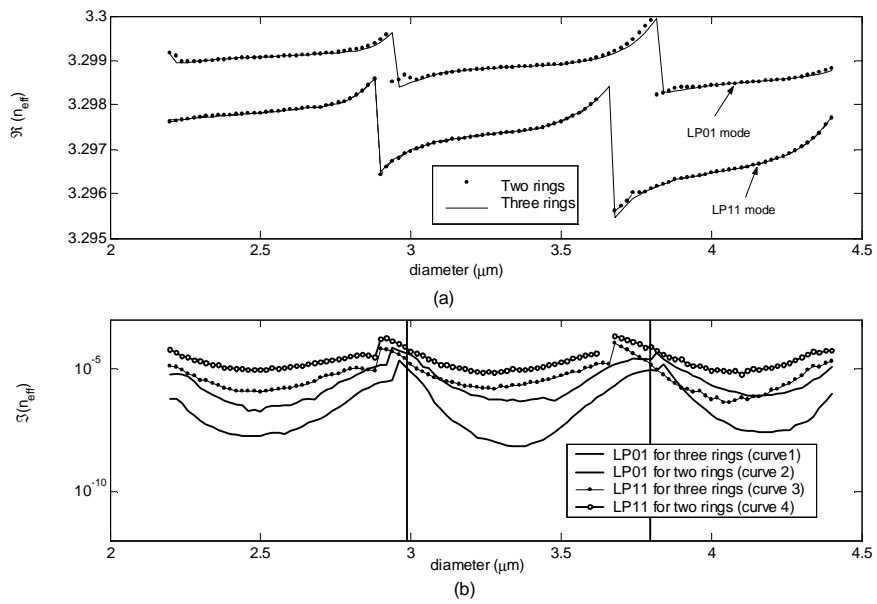 3.3
3.299
3.298
3.297
3.296
3.295
ℜ (n_eff)
LP01 mode
LP11 mode
Two rings
Three rings
2
2.5
3
3.5
4
4.5
diameter (μm)
(a)
10^-5
10^-10
ℑ(n_eff)
LP01 for three rings (curve1)
LP01 for two rings (curve 2)
LP11 for three rings (curve 3)
LP11 for two rings (curve 4)
2
2.5
3
3.5
4
4.5
diameter (μm)
(b)